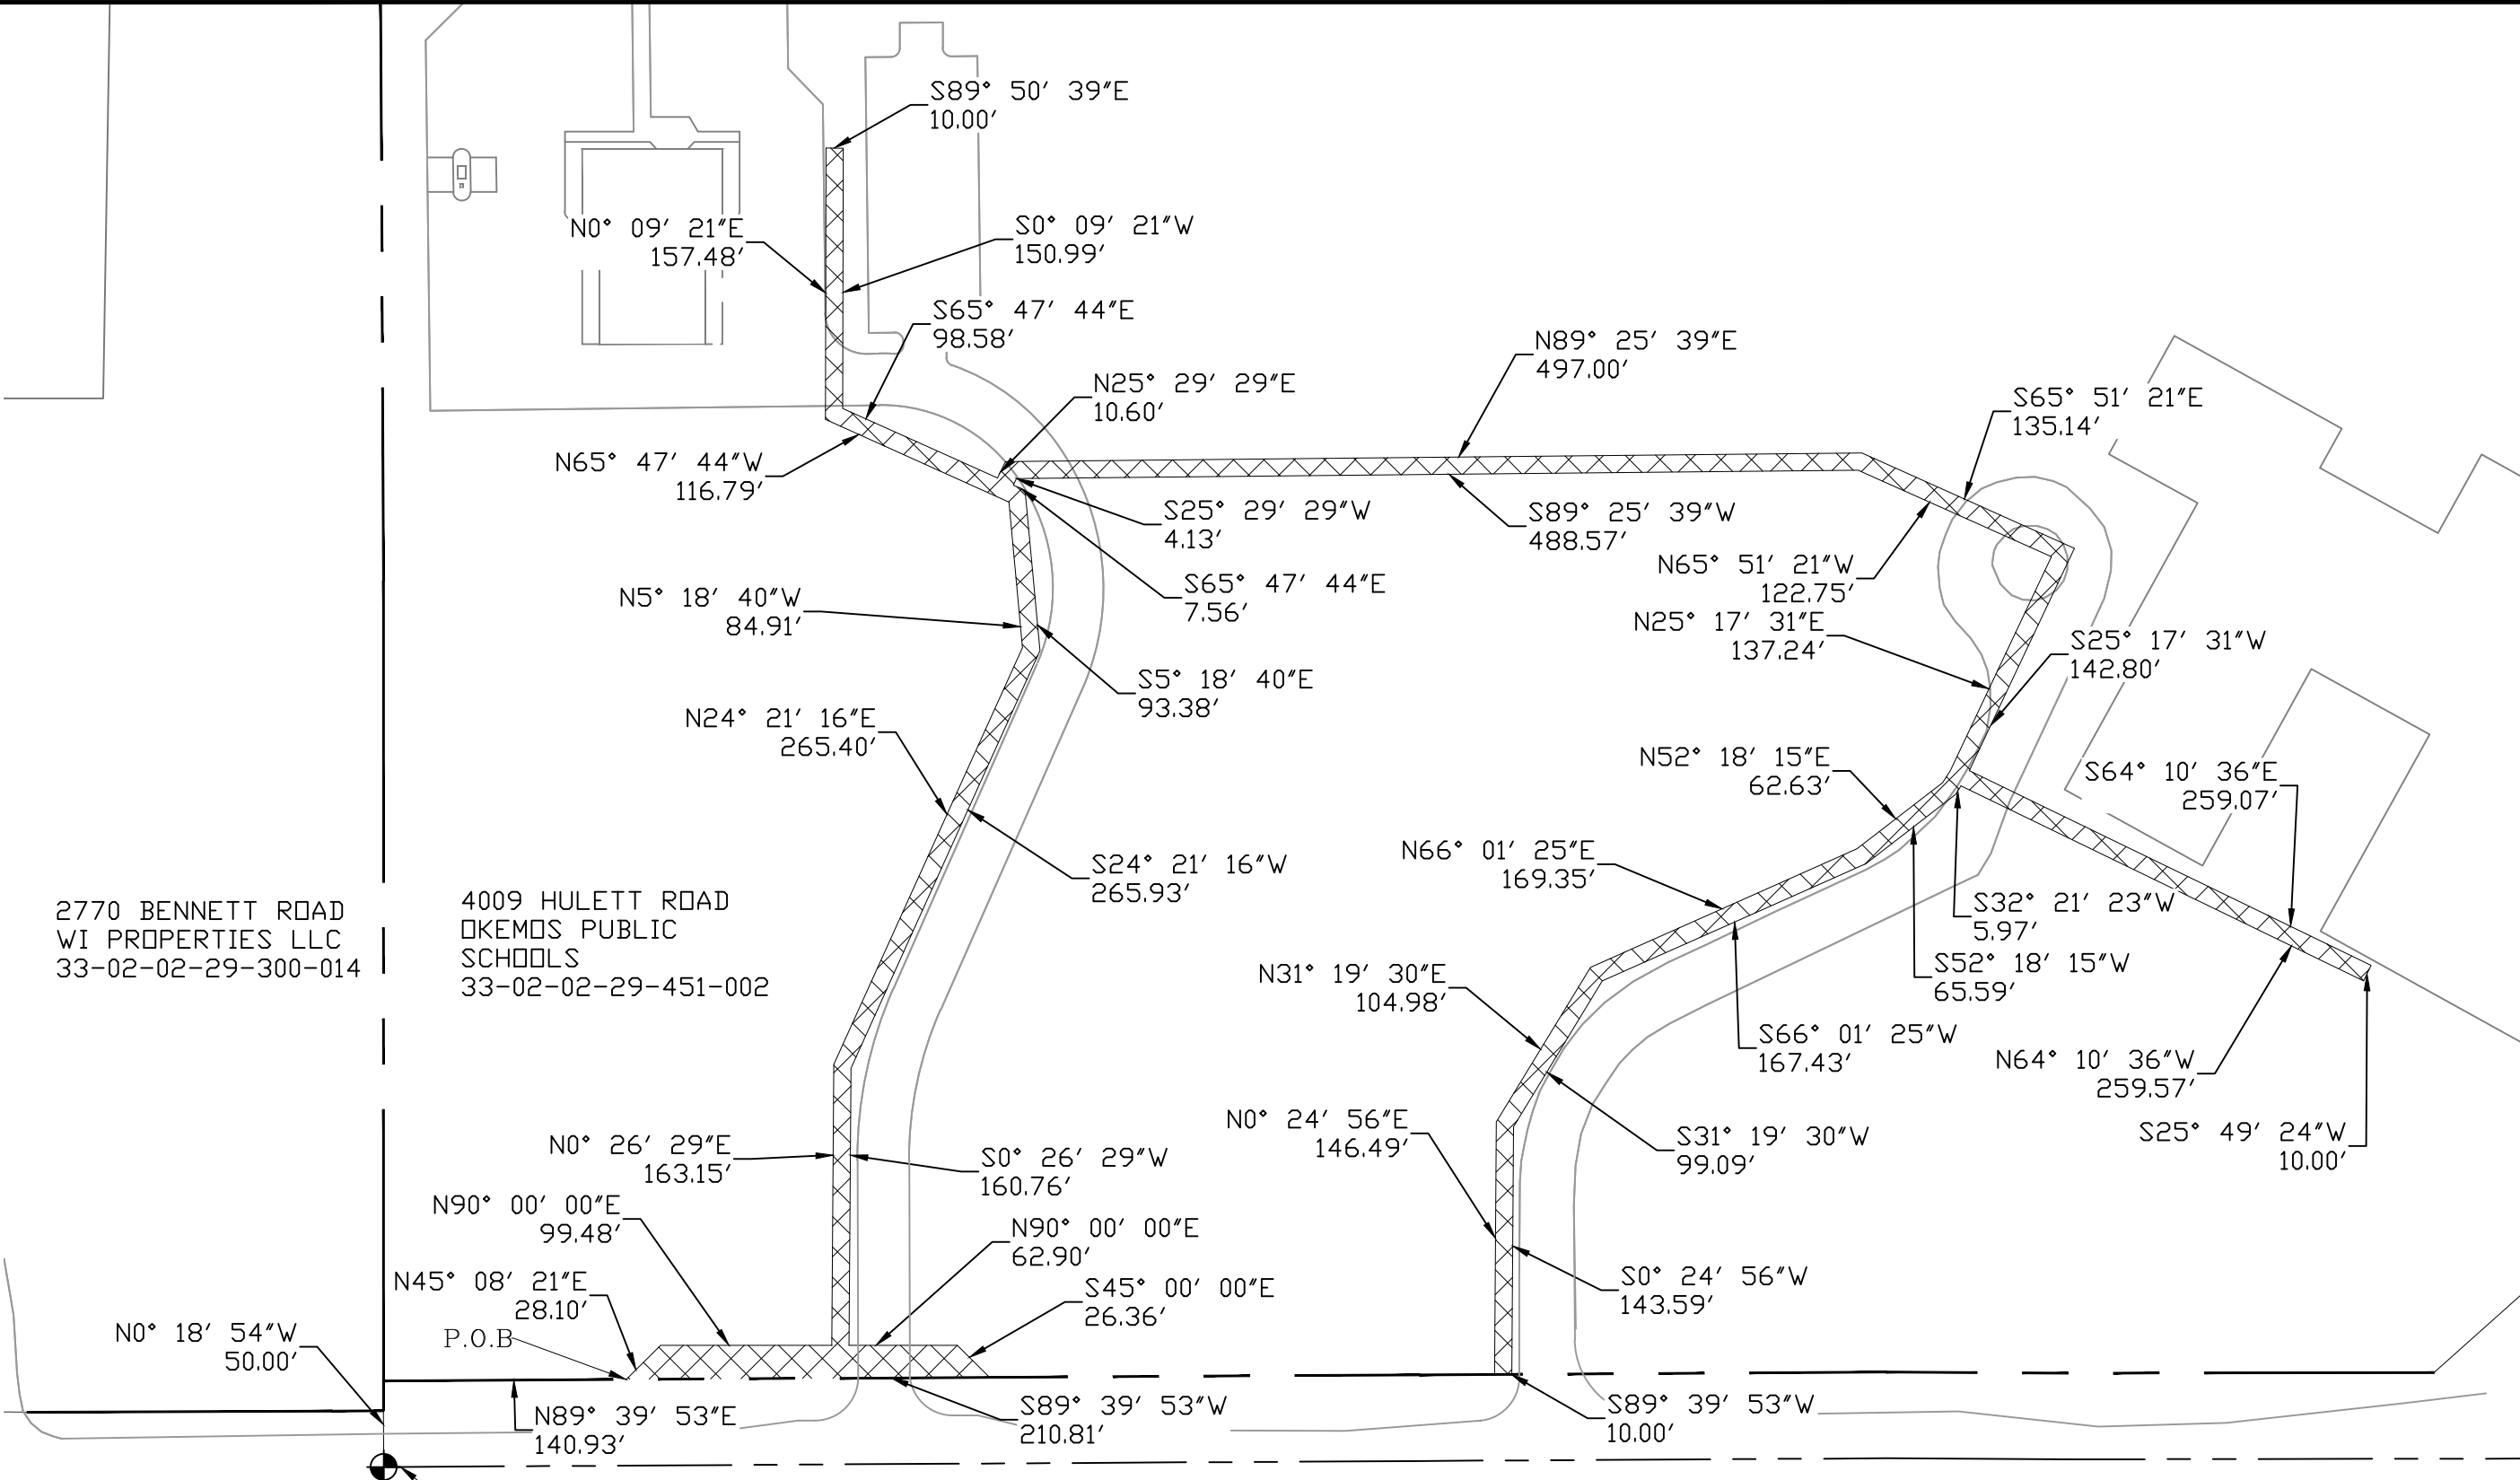 S89° 50' 39"E
10.00'
N0° 09' 21"E
157.48'
S0° 09' 21"W
150.99'
S65° 47' 44"E
98.58'
N25° 29' 29"E
10.60'
N89° 25' 39"E
497.00'
S65° 51' 21"E
135.14'
N65° 47' 44"W
116.79'
S25° 29' 29"W
4.13'
S89° 25' 39"W
488.57'
N65° 51' 21"W
122.75'
N5° 18' 40"W
84.91'
S65° 47' 44"E
7.56'
N25° 17' 31"E
137.24'
S25° 17' 31"W
142.80'
S5° 18' 40"E
93.38'
N24° 21' 16"E
265.40'
N52° 18' 15"E
62.63'
S64° 10' 36"E
259.07'
S24° 21' 16"W
265.93'
N66° 01' 25"E
169.35'
2770 BENNETT ROAD
WI PROPERTIES LLC
33-02-02-29-300-014
4009 HULETT ROAD
OKEMOS PUBLIC
SCHOOLS
33-02-02-29-451-002
S32° 21' 23"W
5.97'
S52° 18' 15"W
65.59'
N31° 19' 30"E
104.98'
S66° 01' 25"W
167.43'
N64° 10' 36"W
259.57'
N0° 24' 56"E
146.49'
S31° 19' 30"W
99.09'
S25° 49' 24"W
10.00'
N0° 26' 29"E
163.15'
S0° 26' 29"W
160.76'
N90° 00' 00"E
99.48'
N90° 00' 00"E
62.90'
N45° 08' 21"E
28.10'
S45° 00' 00"E
26.36'
S0° 24' 56"W
143.59'
N0° 18' 54"W
50.00'
P.O.B
N89° 39' 53"E
140.93'
S89° 39' 53"W
210.81'
S89° 39' 53"W
10.00'